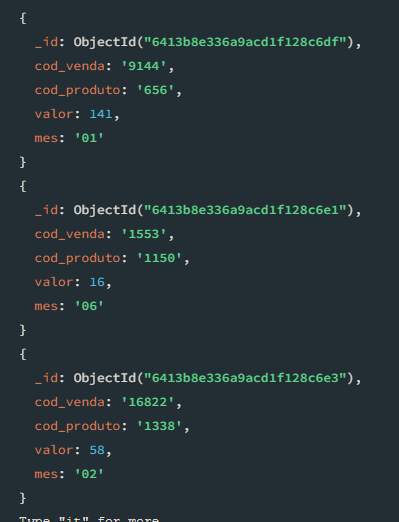 {
_id: ObjectId("6413b8e336a9acd1f128c6df"),
cod_venda: '9144',
cod_produto: '656',
valor: 141,
mes: '01'
}
{
_id: ObjectId("6413b8e336a9acd1f128c6e1"),
cod_venda: '1553',
cod_produto: '1150',
valor: 16,
mes: '06'
}
{
_id: ObjectId("6413b8e336a9acd1f128c6e3"),
cod_venda: '16822',
cod_produto: '1338',
valor: 58,
mes: '02'
}
Type "it" for more